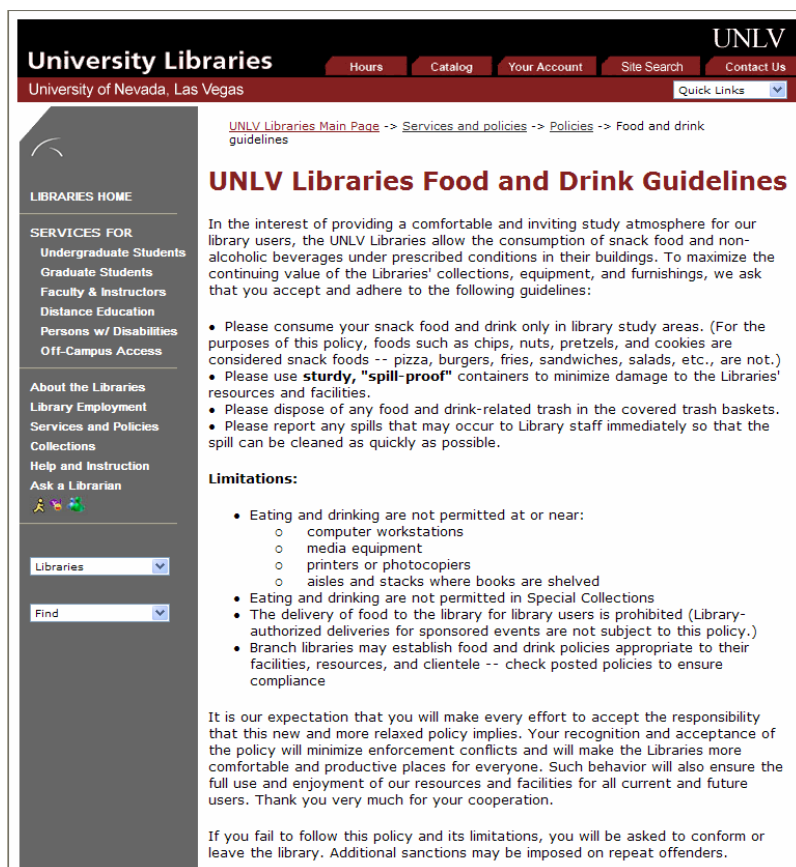 UNLV
University Libraries
Hours
Catalog
Your Account
Site Search
Contact Us
University of Nevada, Las Vegas
Quick Links
UNLV Libraries Main Page -> Services and policies -> Policies -> Food and drink
guidelines
LIBRARIES HOME
SERVICES FOR
Undergraduate Students
Graduate Students
Faculty & Instructors
Distance Education
Persons w/ Disabilities
Off-Campus Access
About the Libraries
Library Employment
Services and Policies
Collections
Help and Instruction
Ask a Librarian
Libraries
Find
UNLV Libraries Food and Drink Guidelines
In the interest of providing a comfortable and inviting study atmosphere for our
library users, the UNLV Libraries allow the consumption of snack food and non-
alcoholic beverages under prescribed conditions in their buildings. To maximize the
continuing value of the Libraries' collections, equipment, and furnishings, we ask
that you accept and adhere to the following guidelines:
• Please consume your snack food and drink only in library study areas. (For the
purposes of this policy, foods such as chips, nuts, pretzels, and cookies are
considered snack foods -- pizza, burgers, fries, sandwiches, salads, etc., are not.)
• Please use sturdy, "spill-proof" containers to minimize damage to the Libraries'
resources and facilities.
• Please dispose of any food and drink-related trash in the covered trash baskets.
• Please report any spills that may occur to Library staff immediately so that the
spill can be cleaned as quickly as possible.
Limitations:
• Eating and drinking are not permitted at or near:
o computer workstations
o media equipment
o printers or photocopiers
o aisles and stacks where books are shelved
• Eating and drinking are not permitted in Special Collections
• The delivery of food to the library for library users is prohibited (Library-
authorized deliveries for sponsored events are not subject to this policy.)
• Branch libraries may establish food and drink policies appropriate to their
facilities, resources, and clientele -- check posted policies to ensure
compliance
It is our expectation that you will make every effort to accept the responsibility
that this new and more relaxed policy implies. Your recognition and acceptance of
the policy will minimize enforcement conflicts and will make the Libraries more
comfortable and productive places for everyone. Such behavior will also ensure the
full use and enjoyment of our resources and facilities for all current and future
users. Thank you very much for your cooperation.
If you fail to follow this policy and its limitations, you will be asked to conform or
leave the library. Additional sanctions may be imposed on repeat offenders.